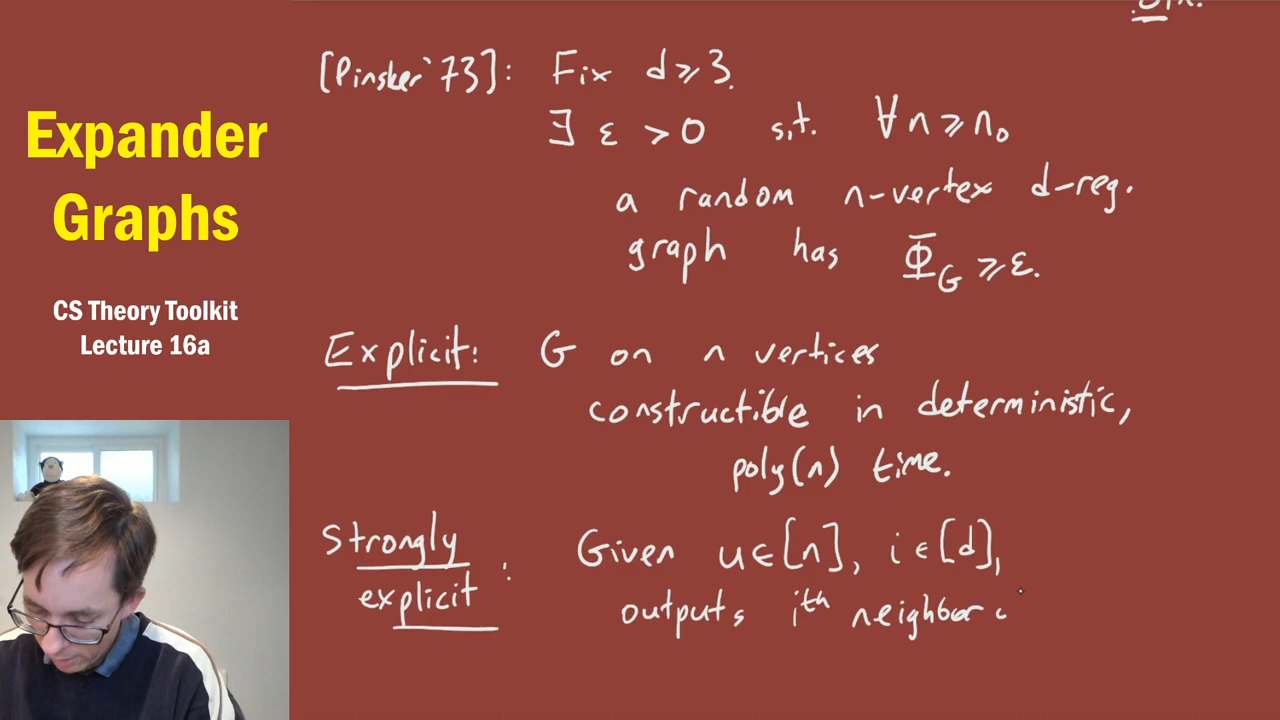 Expander
Graphs
CS Theory Toolkit
Lecture 16a
[Pinsker '73]: Fix d ⩾ 3.
∃ ε > 0 s.t. ∀ n ⩾ n₀
a random n-vertex d-reg.
graph has Φ̄_G ⩾ ε.
Explicit: G on n vertices
constructible in deterministic,
poly(n) time.
Strongly
explicit : Given u ∈ [n], i ∈ [d],
outputs ith neighbor